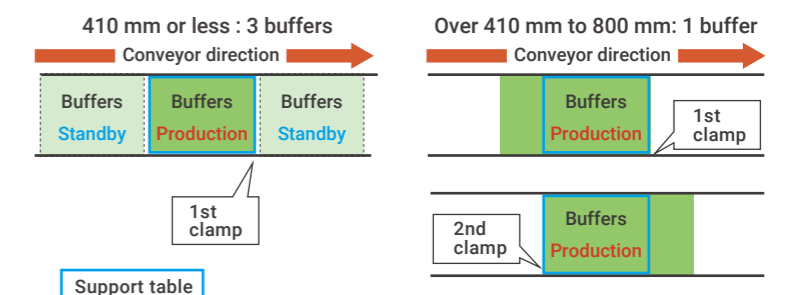 410 mm or less : 3 buffers
Conveyor direction
Buffers
Standby
Buffers
Production
Buffers
Standby
1st
clamp
Support table
Over 410 mm to 800 mm: 1 buffer
Conveyor direction
Buffers
Production
1st
clamp
Buffers
Production
2nd
clamp